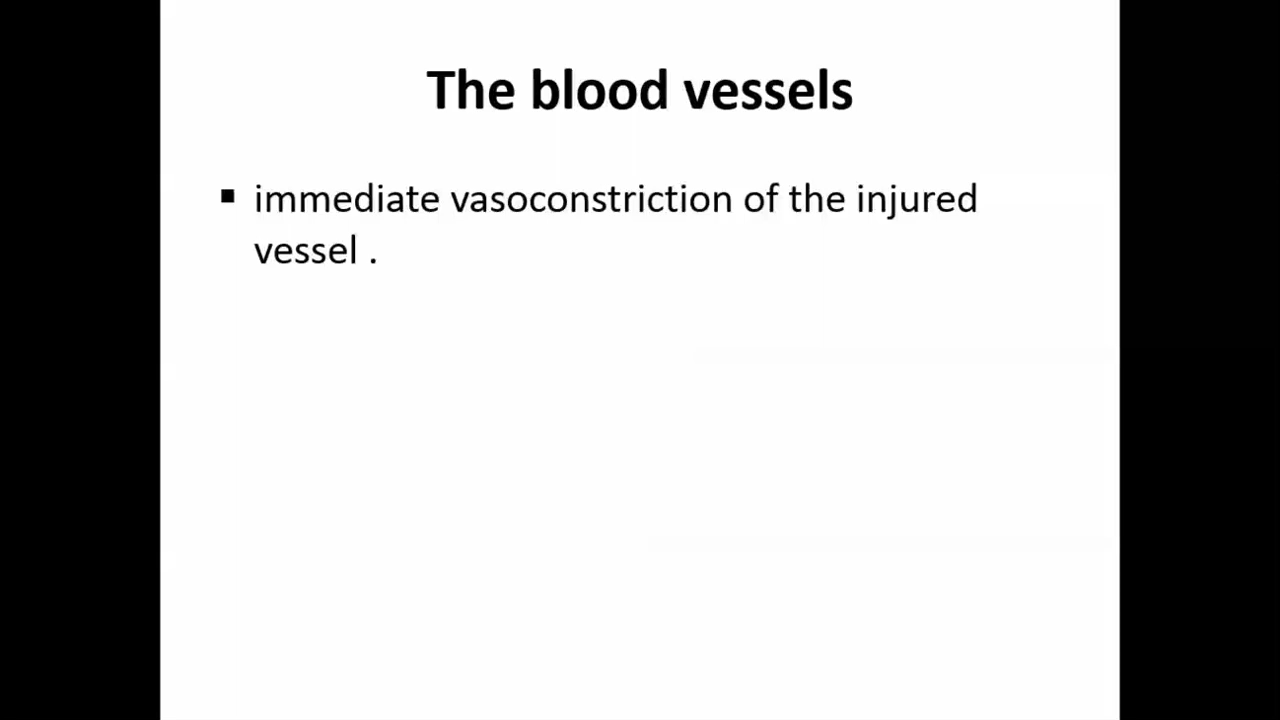 The blood vessels
▪ immediate vasoconstriction of the injured
vessel .